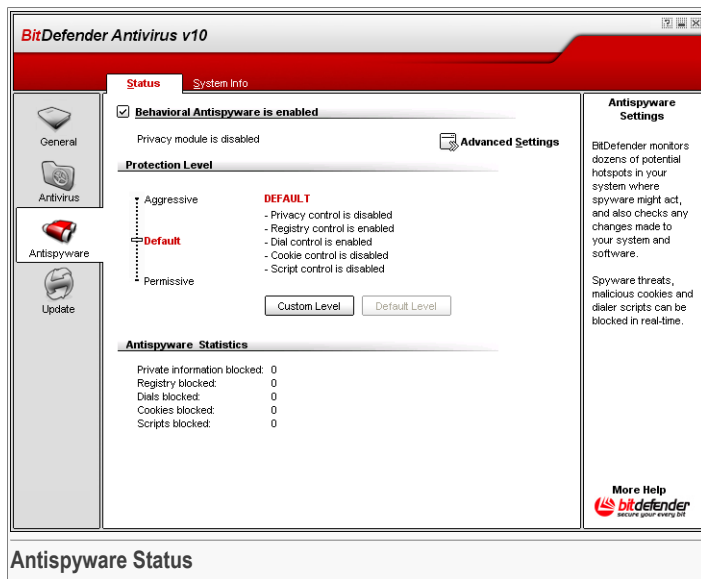 BitDefender Antivirus v10
?
Status
System Info
General
Antivirus
Antispyware
Update
Behavioral Antispyware is enabled
Privacy module is disabled
Advanced Settings
Protection Level
Aggressive
Default
Permissive
DEFAULT
- Privacy control is disabled
- Registry control is enabled
- Dial control is enabled
- Cookie control is disabled
- Script control is disabled
Custom Level
Default Level
Antispyware Statistics
Private information blocked: 0
Registry blocked: 0
Dials blocked: 0
Cookies blocked: 0
Scripts blocked: 0
Antispyware
Settings
BitDefender monitors
dozens of potential
hotspots in your
system where
spyware might act,
and also checks any
changes made to
your system and
software.
Spyware threats,
malicious cookies and
dialer scripts can be
blocked in real-time.
More Help
bitdefender
secure your every bit
Antispyware Status